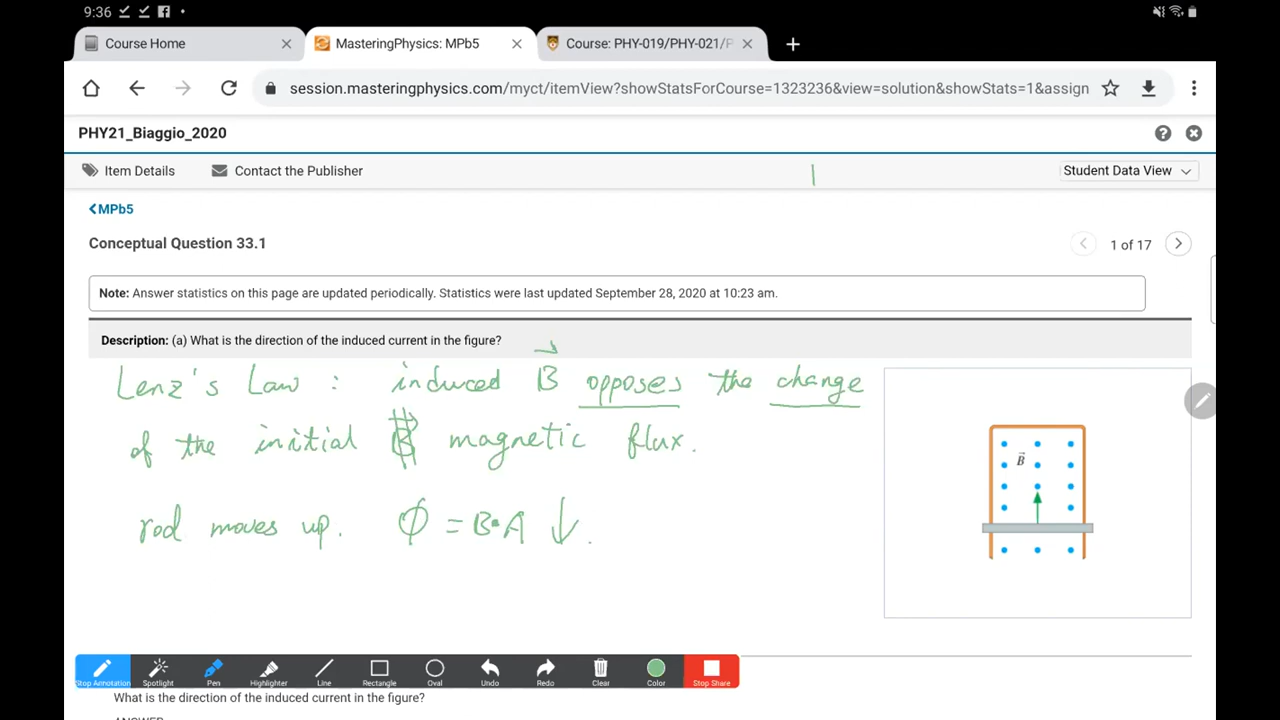 9:36
Course Home
MasteringPhysics: MPb5
Course: PHY-019/PHY-021/P
session.masteringphysics.com/myct/itemView?showStatsForCourse=1323236&view=solution&showStats=1&assign
PHY21_Biaggio_2020
Item Details
Contact the Publisher
Student Data View
MPb5
Conceptual Question 33.1
1 of 17
Note: Answer statistics on this page are updated periodically. Statistics were last updated September 28, 2020 at 10:23 am.
Description: (a) What is the direction of the induced current in the figure?
Lenz's Law : induced B⃗ opposes the change
of the initial magnetic flux.
B⃗
rod moves up. ϕ = B·A ↓.
Stop Annotation
Spotlight
Pen
Highlighter
Line
Rectangle
Oval
Undo
Redo
Clear
Color
Stop Share
What is the direction of the induced current in the figure?
ANSWER